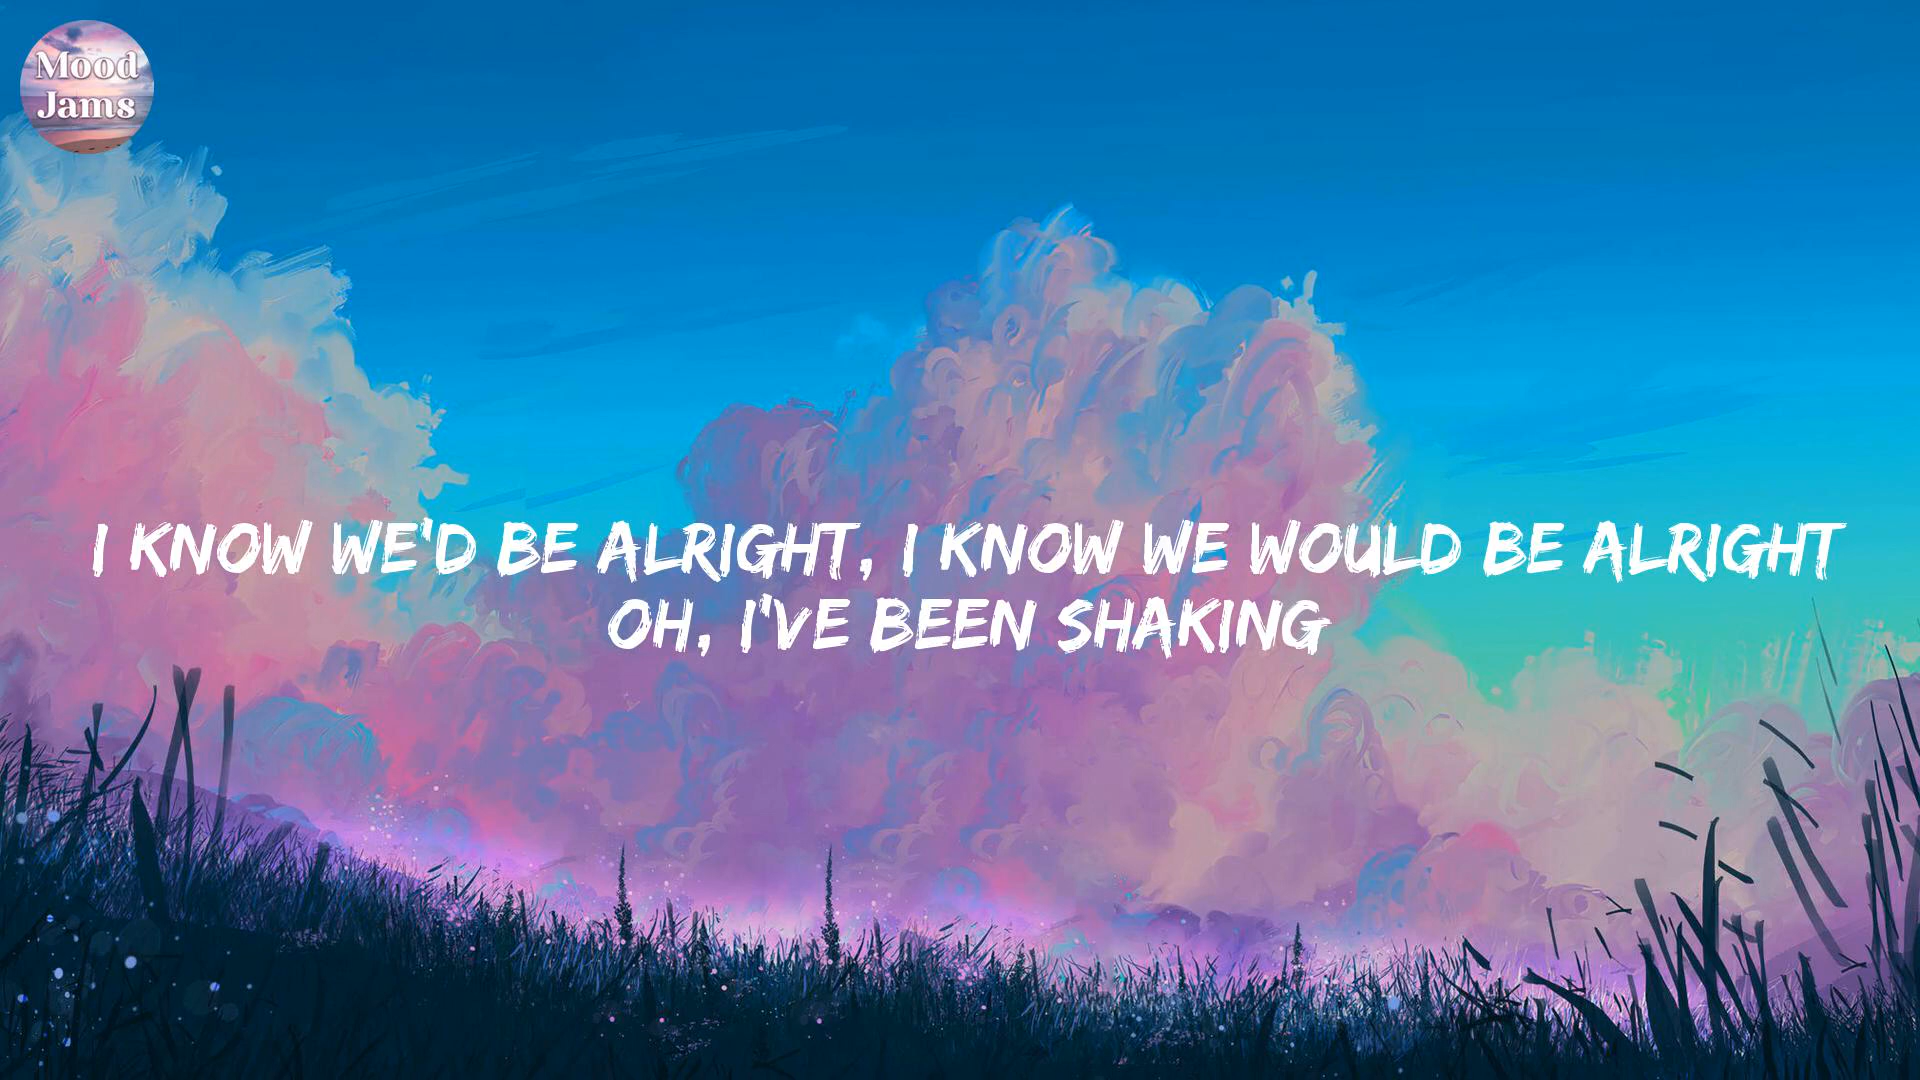 Mood
Jams
I KNOW WE'D BE ALRIGHT, I KNOW WE WOULD BE ALRIGHT
OH, I'VE BEEN SHAKING